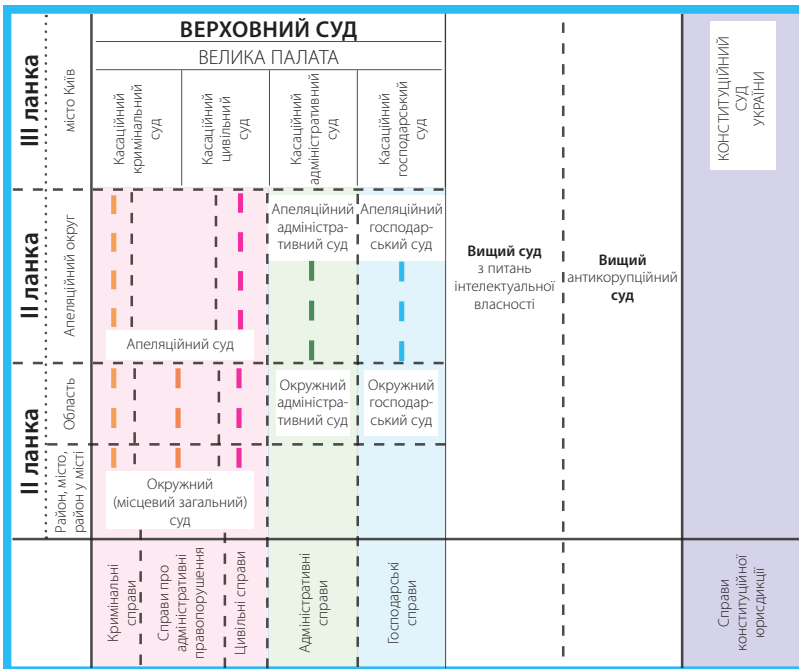 ВЕРХОВНИЙ СУД
ВЕЛИКА ПАЛАТА
III ланка
місто Київ
Касаційний
кримінальний
суд
Касаційний
цивільний
суд
Касаційний
адміністративний
суд
Касаційний
господарський
суд
КОНСТИТУЦІЙНИЙ
СУД
УКРАЇНИ
II ланка
Апеляційний округ
Апеляційний
адміністра-
тивний суд
Апеляційний
господар-
ський суд
Апеляційний суд
Вищий суд
з питань
інтелектуальної
власності
Вищий
антикорупційний
суд
II ланка
Область
Окружний
адміністра-
тивний суд
Окружний
господар-
ський суд
Район, місто,
район у місті
Окружний
(місцевий загальний)
суд
Кримінальні
справи
Справи про
адміністративні
правопорушення
Цивільні справи
Адміністративні
справи
Господарські
справи
Справи
конституційної
юрисдикції